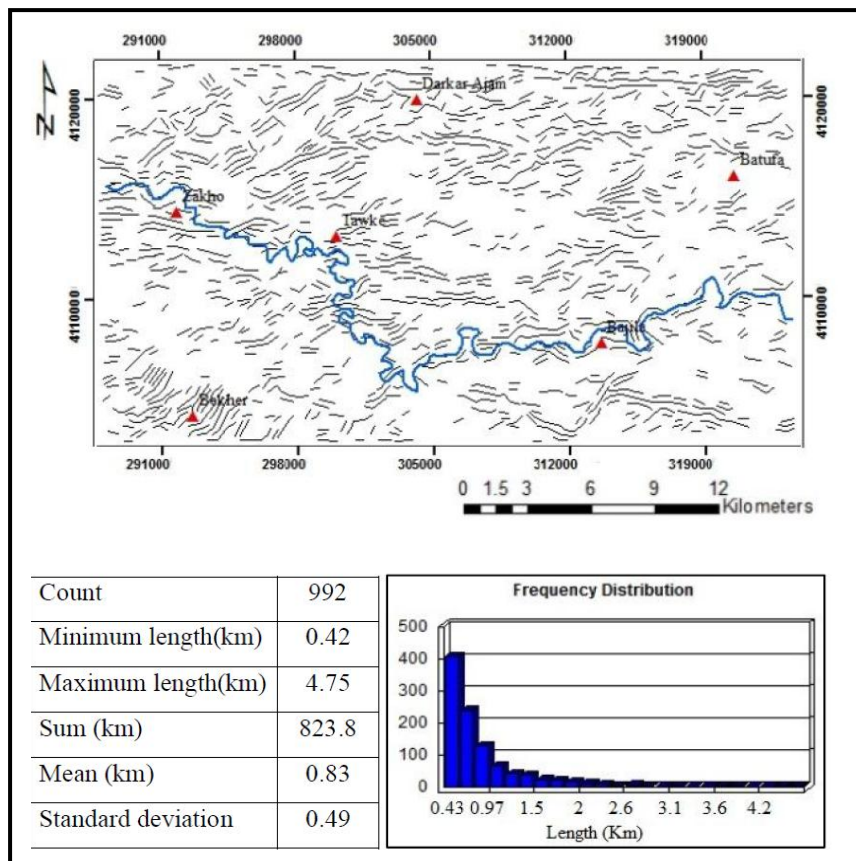 291000 298000 305000 312000 319000
N
4120000 4120000
Darkar Ajam
Batufa
Zakho
Tawke
4110000 4110000
Baula
Bekher
291000 298000 305000 312000 319000
0 1.5 3 6 9 12
Kilometers
Count 992
Minimum length(km) 0.42
Maximum length(km) 4.75
Sum (km) 823.8
Mean (km) 0.83
Standard deviation 0.49
Frequency Distribution
500
400
300
200
100
0
0.43 0.97 1.5 2 2.6 3.1 3.6 4.2
Length (Km)